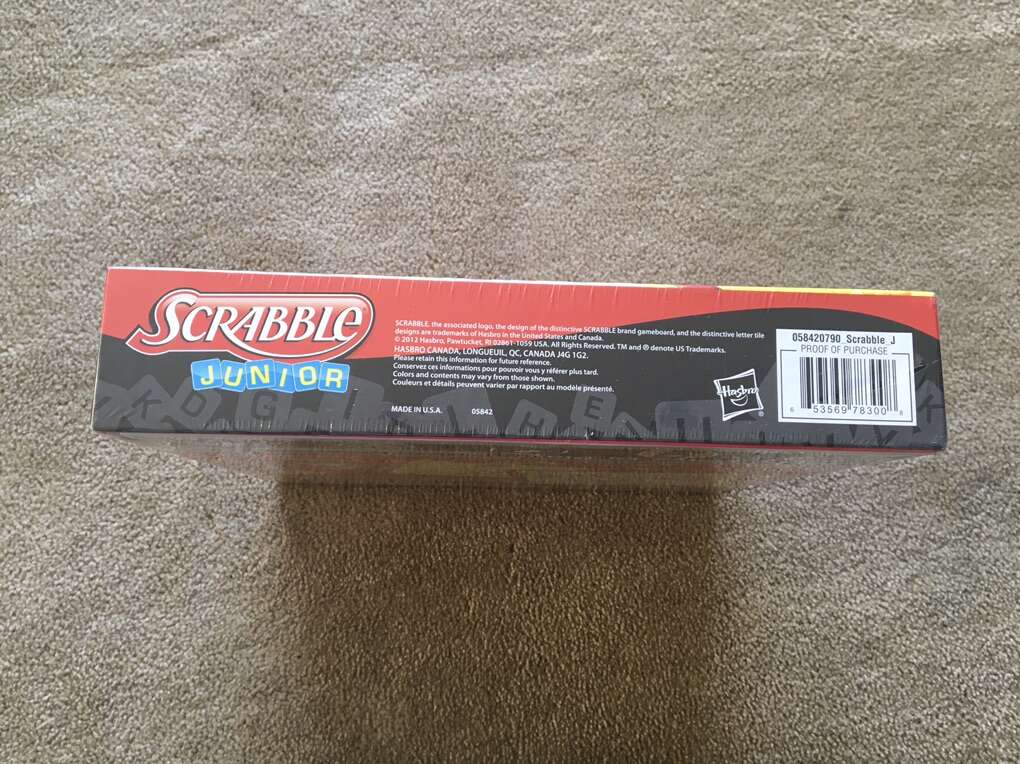 SCRABBLE
JUNIOR
SCRABBLE, the associated logo, the design of the distinctive SCRABBLE brand gameboard, and the distinctive letter tile
designs are trademarks of Hasbro in the United States and Canada.
© 2012 Hasbro, Pawtucket, RI 02861-1059 USA. All Rights Reserved. TM and ® denote US Trademarks.
HASBRO CANADA, LONGUEUIL, QC, CANADA J4G 1G2.
Please retain this information for future reference.
Conservez ces informations pour pouvoir vous y référer plus tard.
Colors and contents may vary from those shown.
Couleurs et détails peuvent varier par rapport au modèle présenté.
MADE IN U.S.A. 05842
Hasbro ®
058420790_Scrabble_J
PROOF OF PURCHASE
6 53569 78300 8
K D G H E K